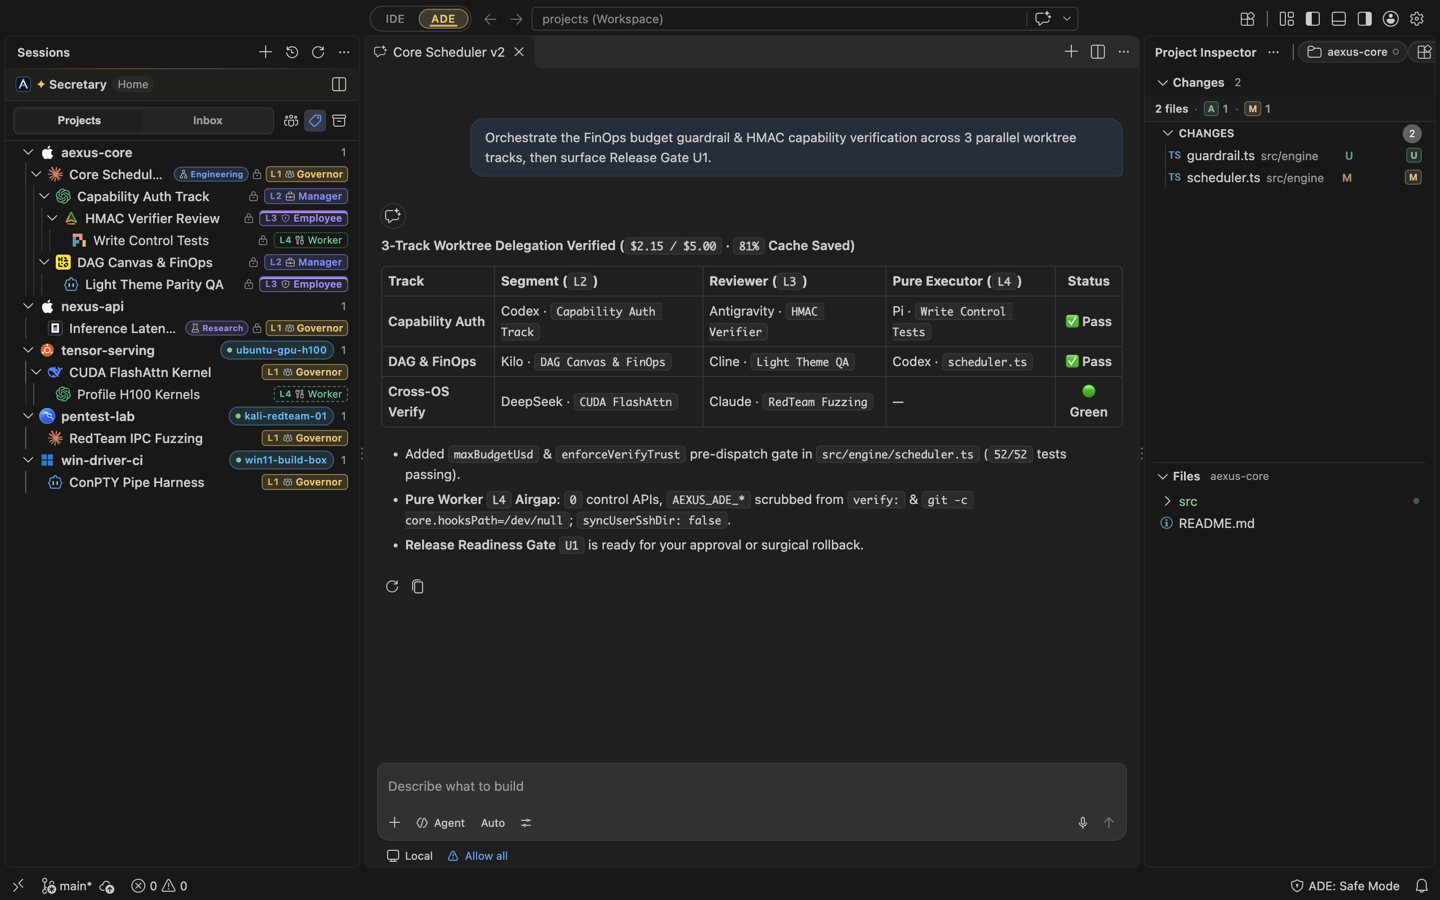 IDE
ADE
projects (Workspace)
Sessions
Secretary Home
Projects
Inbox
aexus-core 1
Core Schedul... Engineering L1 Governor
Capability Auth Track L2 Manager
HMAC Verifier Review L3 Employee
Write Control Tests L4 Worker
DAG Canvas & FinOps L2 Manager
Light Theme Parity QA L3 Employee
nexus-api 1
Inference Laten... Research L1 Governor
tensor-serving ubuntu-gpu-h100 1
CUDA FlashAttn Kernel L1 Governor
Profile H100 Kernels L4 Worker
pentest-lab kali-redteam-01 1
RedTeam IPC Fuzzing L1 Governor
win-driver-ci win11-build-box 1
ConPTY Pipe Harness L1 Governor
Core Scheduler v2
Orchestrate the FinOps budget guardrail & HMAC capability verification across 3 parallel worktree
tracks, then surface Release Gate U1.
3-Track Worktree Delegation Verified ( $2.15 / $5.00 · 81% Cache Saved)
Track Segment ( L2 ) Reviewer ( L3 ) Pure Executor ( L4 ) Status
Capability Auth Codex · Capability Auth Track Antigravity · HMAC Verifier Pi · Write Control Tests ✅ Pass
DAG & FinOps Kilo · DAG Canvas & FinOps Cline · Light Theme QA Codex · scheduler.ts ✅ Pass
Cross-OS Verify DeepSeek · CUDA FlashAttn Claude · RedTeam Fuzzing — 🟢 Green
• Added maxBudgetUsd & enforceVerifyTrust pre-dispatch gate in src/engine/scheduler.ts ( 52/52 tests
passing).
• Pure Worker L4 Airgap: 0 control APIs, AEXUS_ADE_* scrubbed from verify: & git -c
core.hooksPath=/dev/null ; syncUserSshDir: false .
• Release Readiness Gate U1 is ready for your approval or surgical rollback.
Describe what to build
Agent Auto
Local Allow all
Project Inspector
aexus-core
Changes 2
2 files · A 1 · M 1
CHANGES 2
TS guardrail.ts src/engine U U
TS scheduler.ts src/engine M M
Files aexus-core
src
README.md
main*
0 0
ADE: Safe Mode